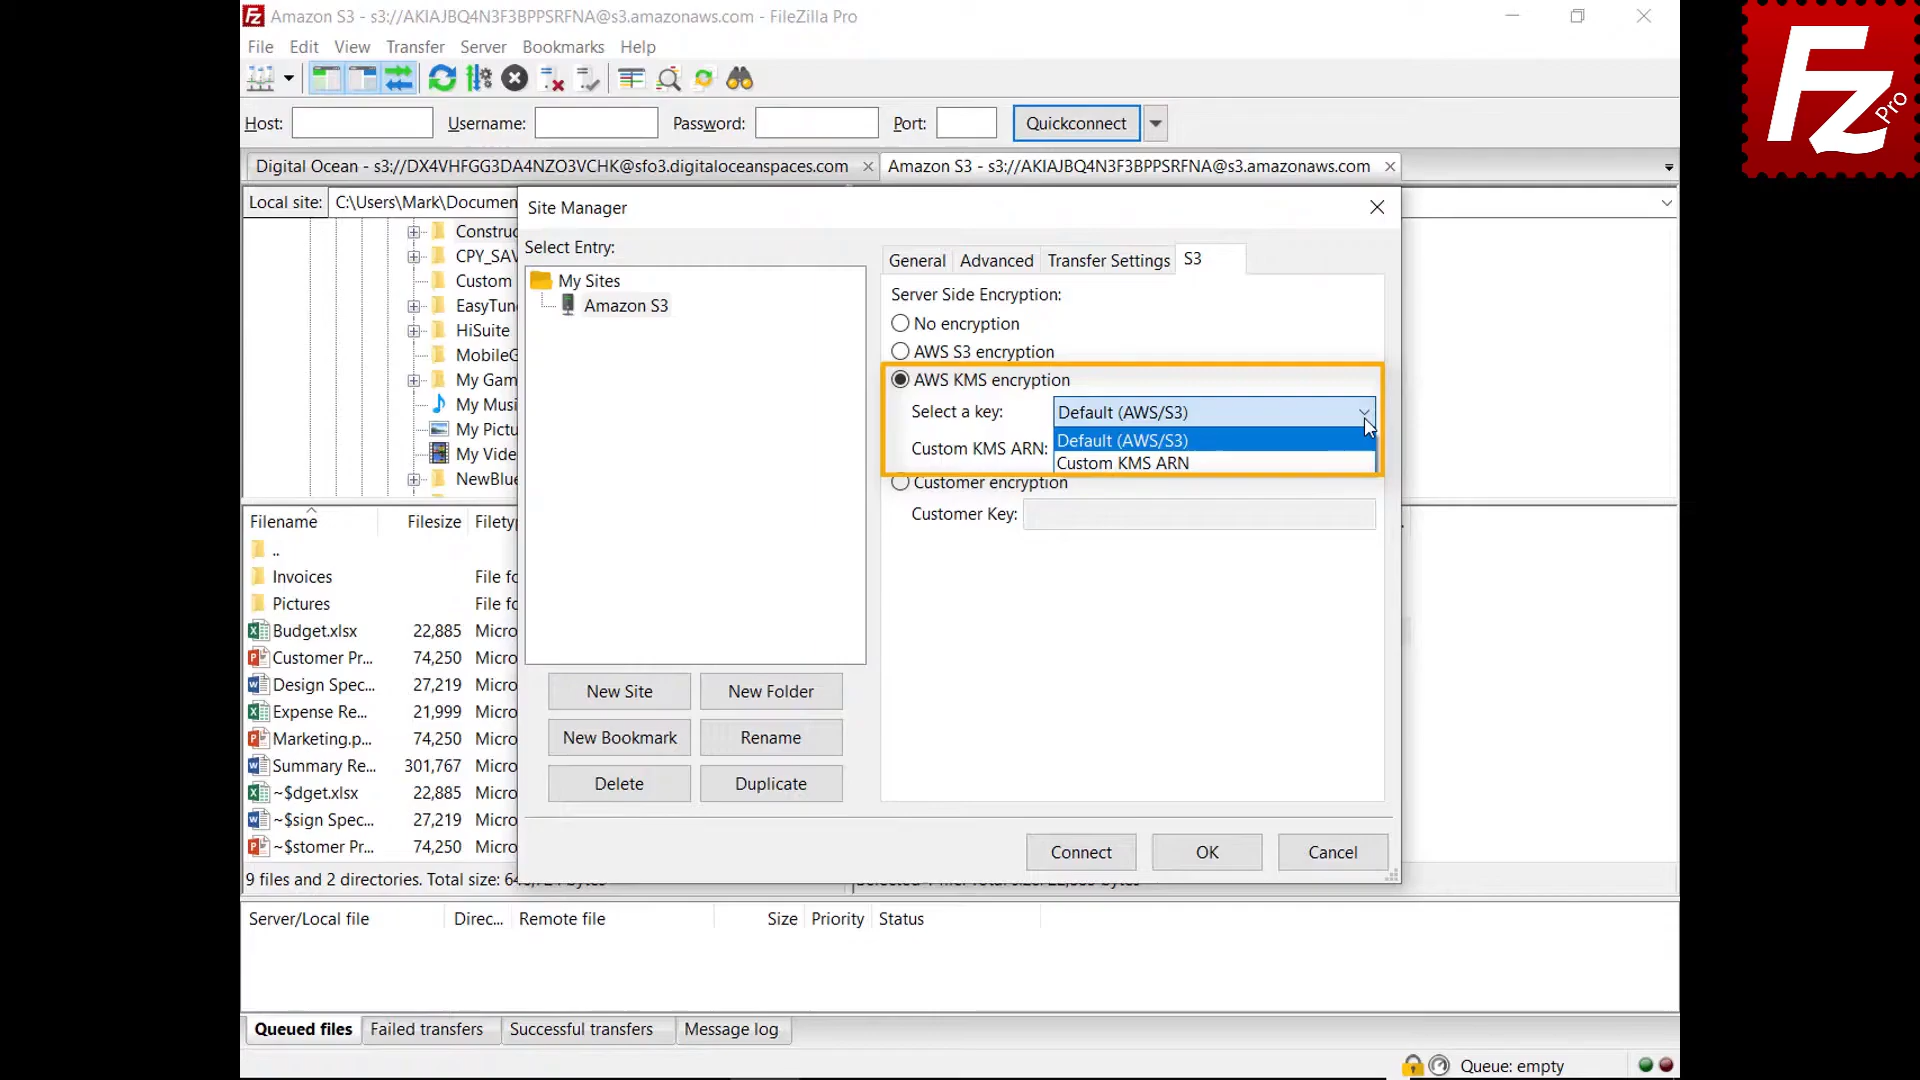 Amazon S3 - s3://AKIAJBQ4N3F3BPPSRFNA@s3.amazonaws.com - FileZilla Pro
File Edit View Transfer Server Bookmarks Help
Host: Username: Password: Port: Quickconnect
Digital Ocean - s3://DX4VHFGG3DA4NZO3VCHK@sfo3.digitaloceanspaces.com Amazon S3 - s3://AKIAJBQ4N3F3BPPSRFNA@s3.amazonaws.com
Local site: C:\Users\Mark\Documen
Construc
CPY_SAV
Custom
EasyTun
HiSuite
MobileG
My Gam
My Musi
My Pictu
My Vide
NewBlue
Filename Filesize Filety
..
Invoices File fo
Pictures File fo
Budget.xlsx 22,885 Micro
Customer Pr... 74,250 Micro
Design Spec... 27,219 Micro
Expense Re... 21,999 Micro
Marketing.p... 74,250 Micro
Summary Re... 301,767 Micro
~$dget.xlsx 22,885 Micro
~$sign Spec... 27,219 Micro
~$stomer Pr... 74,250 Micro
9 files and 2 directories. Total size:
Site Manager
Select Entry:
My Sites
Amazon S3
New Site New Folder
New Bookmark Rename
Delete Duplicate
General Advanced Transfer Settings S3
Server Side Encryption:
No encryption
AWS S3 encryption
AWS KMS encryption
Select a key: Default (AWS/S3)
Default (AWS/S3)
Custom KMS ARN: Custom KMS ARN
Customer encryption
Customer Key:
Connect OK Cancel
Server/Local file Direc... Remote file Size Priority Status
Queued files Failed transfers Successful transfers Message log
Queue: empty
FZ Pro